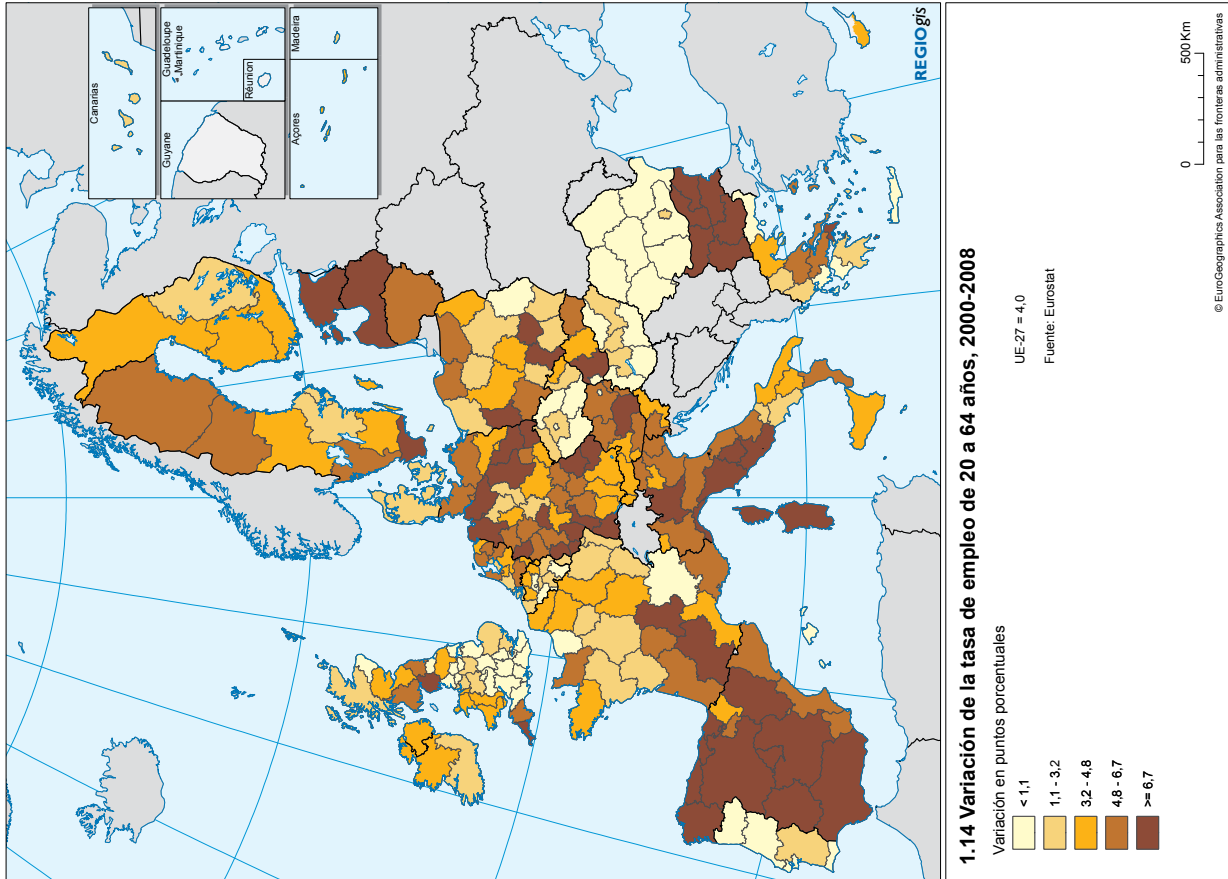 Canarias
Guyane
Guadeloupe
Martinique
Réunion
Açores
Madeira
REGIOgis
1.14 Variación de la tasa de empleo de 20 a 64 años, 2000-2008
Variación en puntos porcentuales
< 1,1
1,1 - 3,2
3,2 - 4,8
4,8 - 6,7
>= 6,7
UE-27 = 4,0
Fuente: Eurostat
0
500 Km
© EuroGeographics Association para las fronteras administrativas